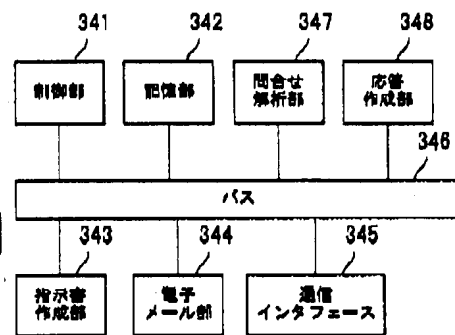 341
342
347
348
制御部
記憶部
問合せ
解析部
応答
作成部
346
バス
343
344
345
指示書
作成部
電子
メール部
通信
インタフェース